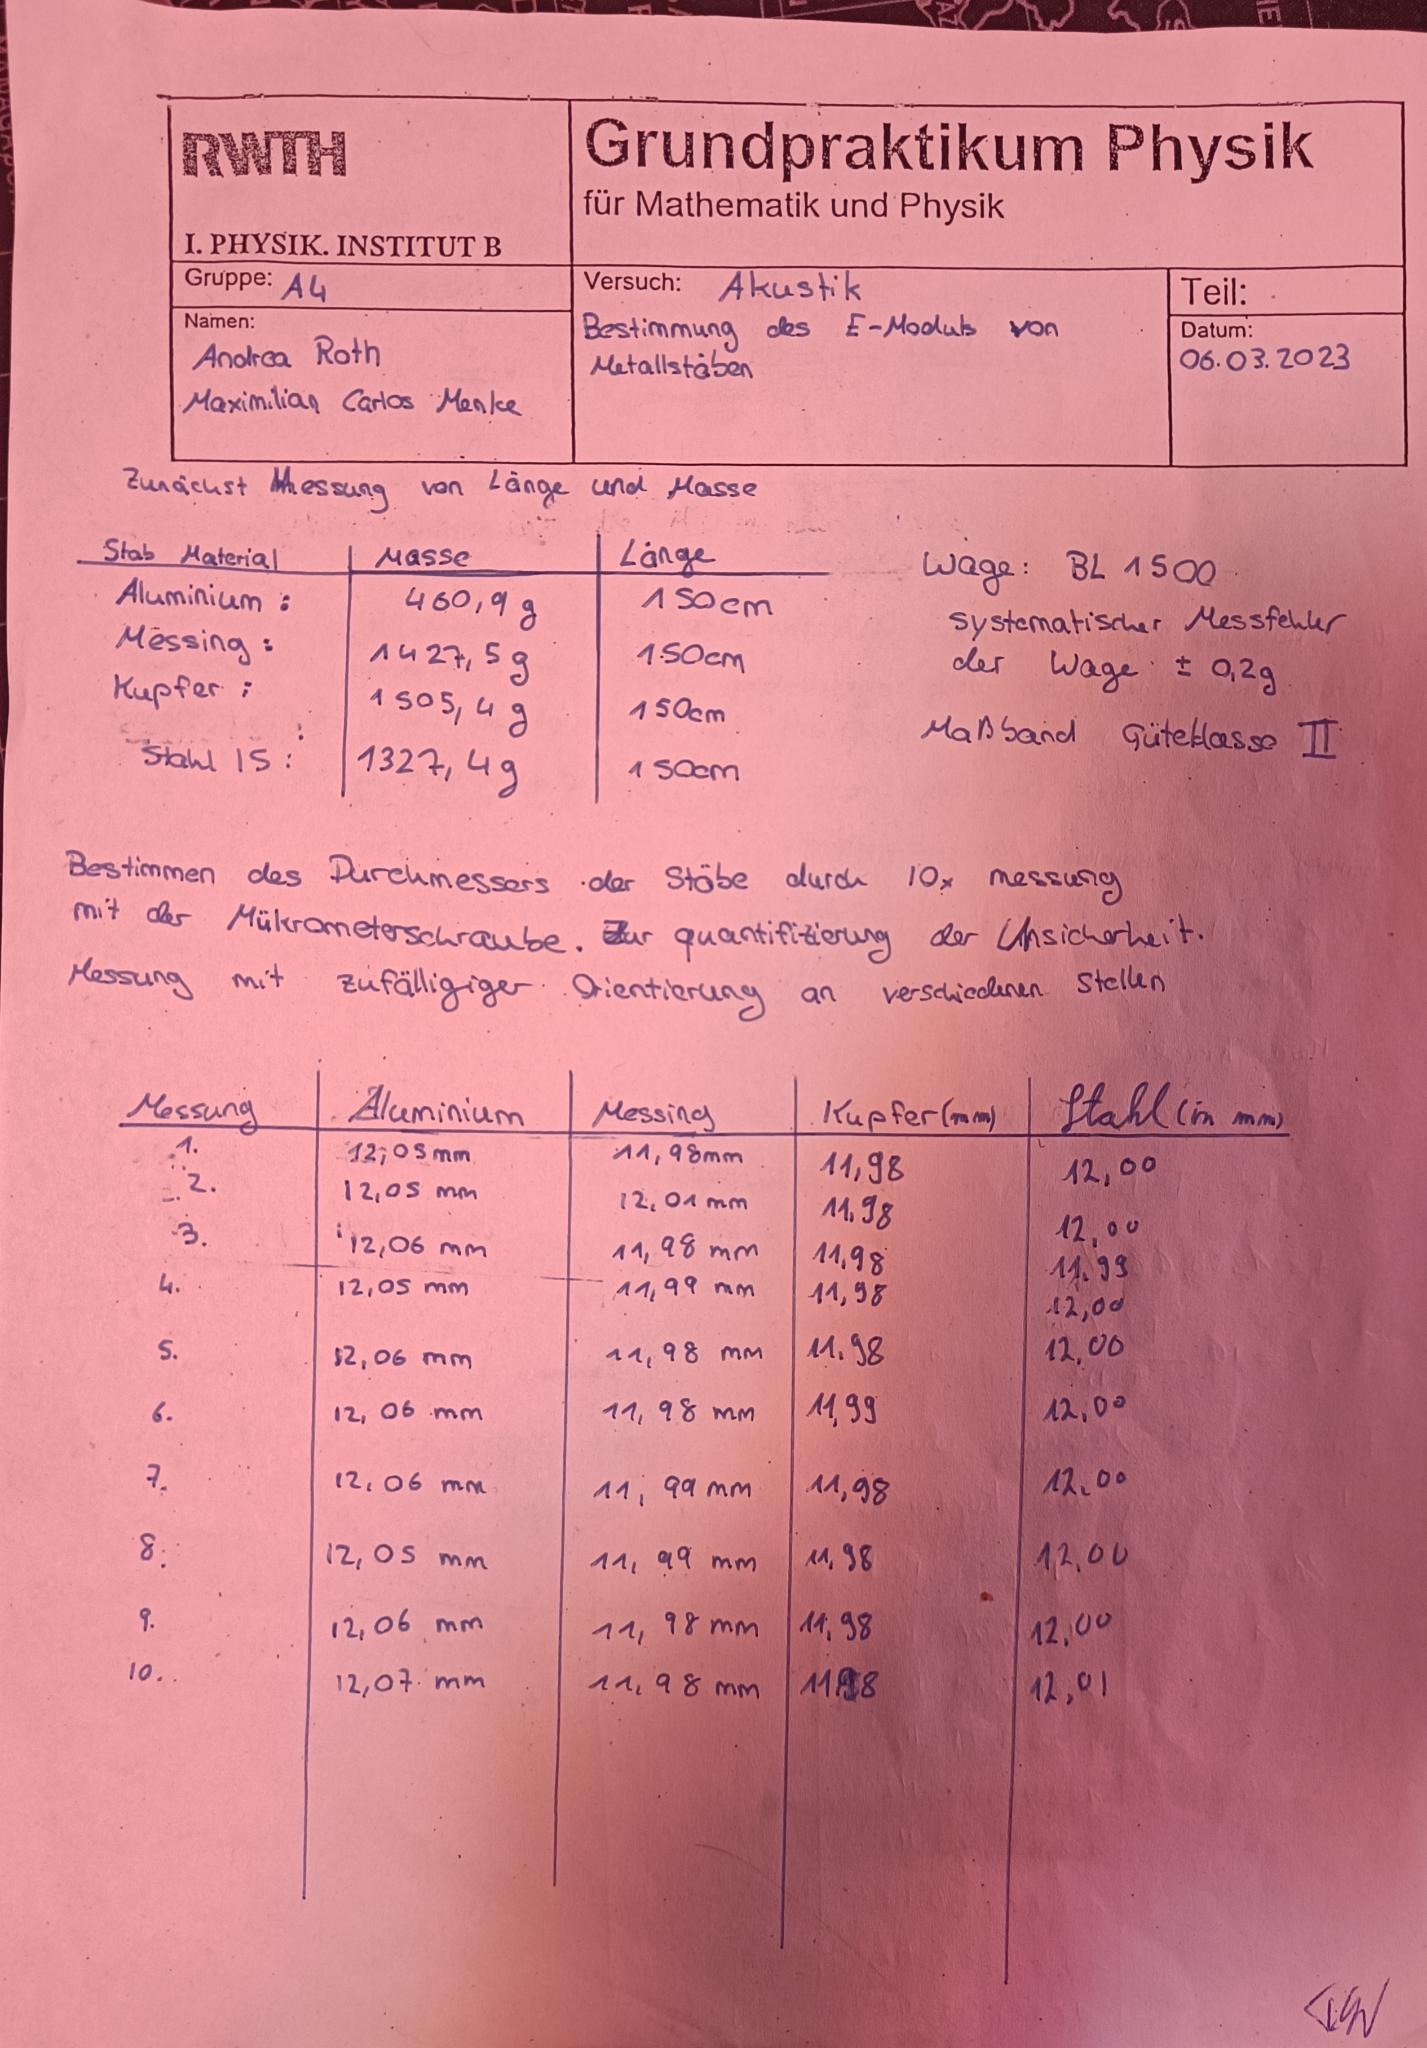 RWTH
I. PHYSIK. INSTITUT B
Grundpraktikum Physik
für Mathematik und Physik
Gruppe: A4
Versuch: Akustik
Teil:
Namen:
Andrea Roth
Maximilian Carlos Menke
Bestimmung des E-Moduls von
Metallstäben
Datum:
06.03.2023
Zunächst Messung von Länge und Masse
Stab Material Masse Länge
Aluminium: 460,9 g 150cm
Messing: 1427,5 g 150cm
Kupfer: 1505,4 g 150cm
Stahl 15: 1327,4 g 150cm
Wage: BL 1500
systematischer Messfehler
der Wage ± 0,2g
Maßband Güteklasse II
Bestimmen des Durchmessers der Stäbe durch 10x messung
mit der Mükrometerschraube. Zur quantifizierung der Unsicherheit.
Messung mit zufälligiger Orientierung an verschiedenen Stellen
Messung Aluminium Messing Kupfer (mm) Stahl (in mm)
1. 12,05 mm 11,98mm 11,98 12,00
2. 12,05 mm 12,01 mm 11,98 12,00
3. 12,06 mm 11,98 mm 11,98 11,99
4. 12,05 mm 11,99 mm 11,98 12,00
5. 12,06 mm 11,98 mm 11,98 12,00
6. 12,06 mm 11,98 mm 11,99 12,00
7. 12,06 mm 11,99 mm 11,98 12,00
8. 12,05 mm 11,99 mm 11,98 12,00
9. 12,06 mm 11,98 mm 11,98 12,00
10. 12,07 mm 11,98 mm 11,98 12,01